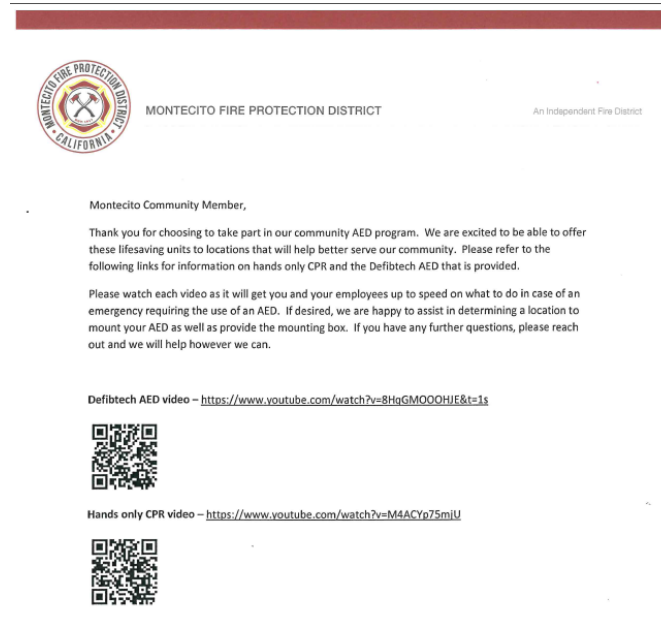 MONTECITO FIRE PROTECTION DISTRICT
CALIFORNIA
MONTECITO FIRE PROTECTION DISTRICT
An Independent Fire District
Montecito Community Member,
Thank you for choosing to take part in our community AED program. We are excited to be able to offer
these lifesaving units to locations that will help better serve our community. Please refer to the
following links for information on hands only CPR and the Defibtech AED that is provided.
Please watch each video as it will get you and your employees up to speed on what to do in case of an
emergency requiring the use of an AED. If desired, we are happy to assist in determining a location to
mount your AED as well as provide the mounting box. If you have any further questions, please reach
out and we will help however we can.
Defibtech AED video – https://www.youtube.com/watch?v=8HqGMOOOHJE&t=1s
Hands only CPR video – https://www.youtube.com/watch?v=M4ACYp75mjU